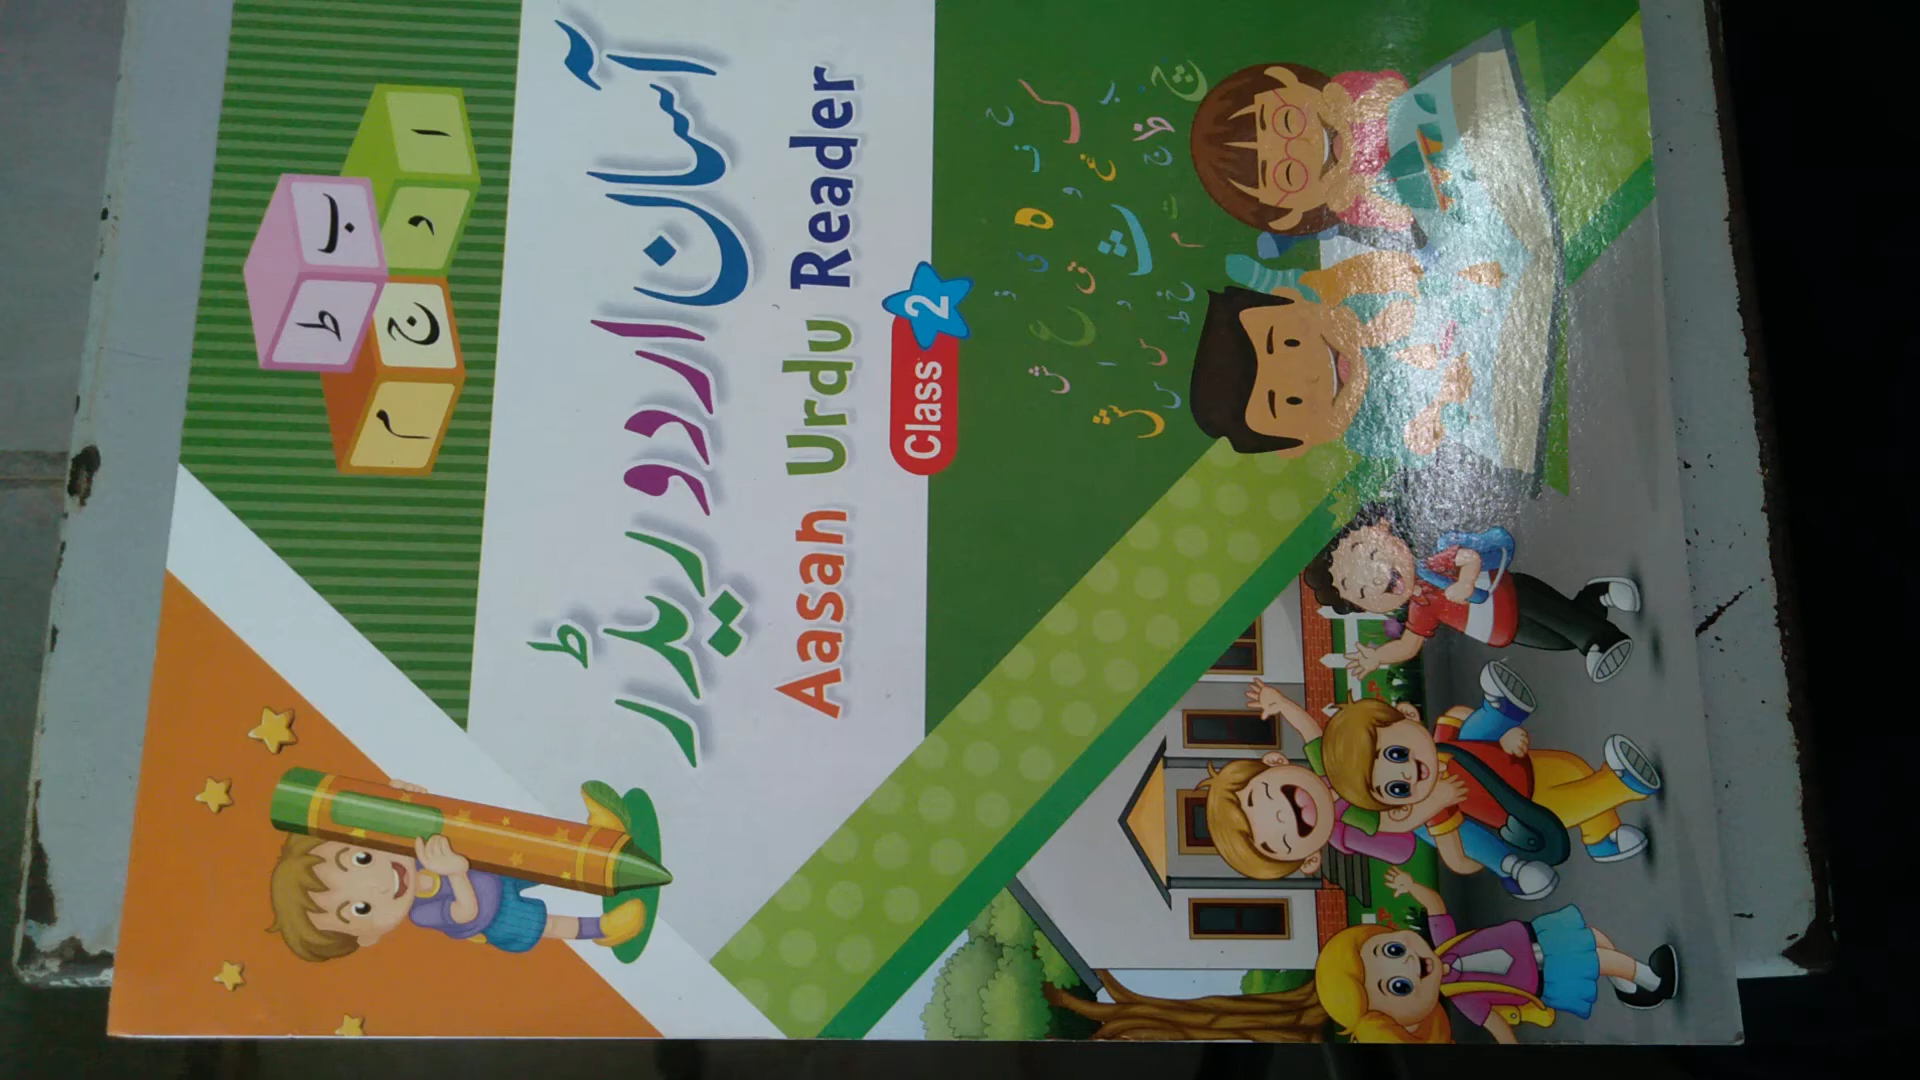 ا
ج
ر
آسان اردو ریڈر
Aasan Urdu Reader
Class 2